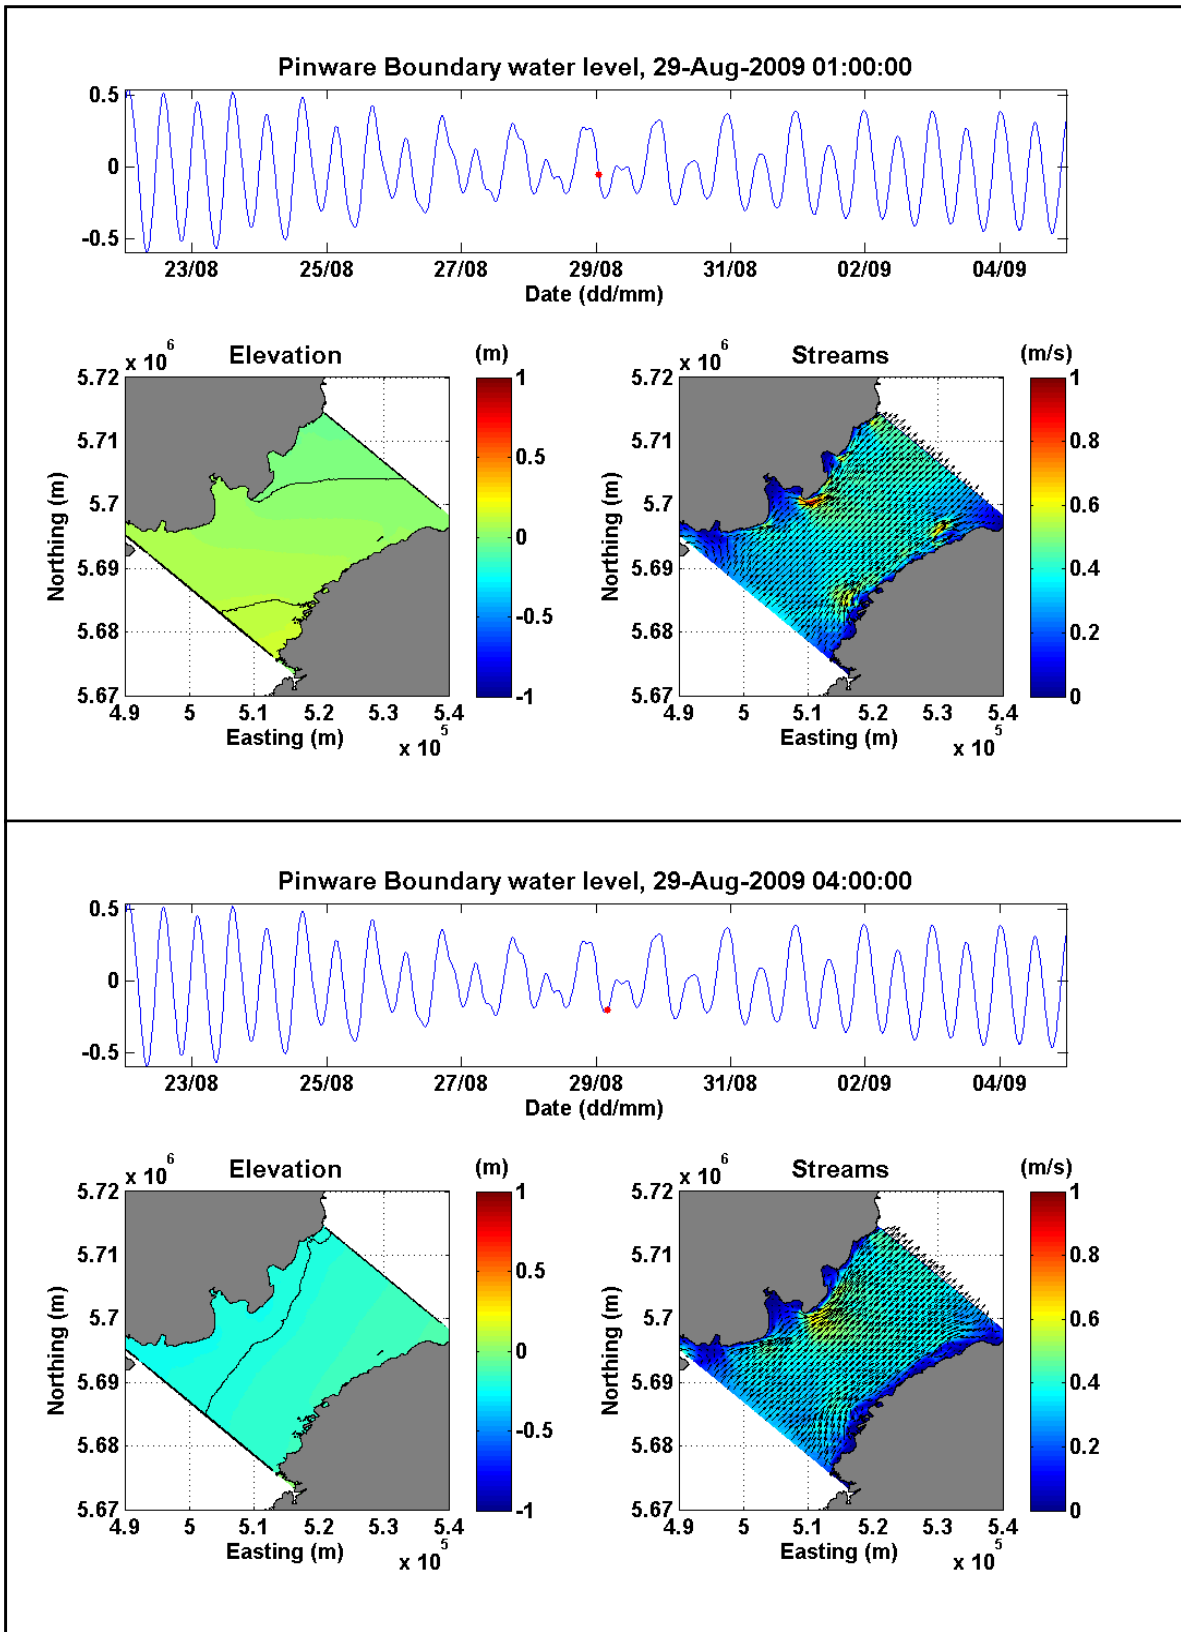 Pinware Boundary water level, 29-Aug-2009 01:00:00
0.5
0
-0.5
23/08 25/08 27/08 29/08 31/08 02/09 04/09
Date (dd/mm)
x 10^6 Elevation (m)
5.72
5.71
5.7
5.69
5.68
5.67
Northing (m)
4.9 5 5.1 5.2 5.3 5.4
Easting (m) x 10^5
1
0.5
0
-0.5
-1
x 10^6 Streams (m/s)
5.72
5.71
5.7
5.69
5.68
5.67
Northing (m)
4.9 5 5.1 5.2 5.3 5.4
Easting (m) x 10^5
1
0.8
0.6
0.4
0.2
0
Pinware Boundary water level, 29-Aug-2009 04:00:00
0.5
0
-0.5
23/08 25/08 27/08 29/08 31/08 02/09 04/09
Date (dd/mm)
x 10^6 Elevation (m)
5.72
5.71
5.7
5.69
5.68
5.67
Northing (m)
4.9 5 5.1 5.2 5.3 5.4
Easting (m) x 10^5
1
0.5
0
-0.5
-1
x 10^6 Streams (m/s)
5.72
5.71
5.7
5.69
5.68
5.67
Northing (m)
4.9 5 5.1 5.2 5.3 5.4
Easting (m) x 10^5
1
0.8
0.6
0.4
0.2
0